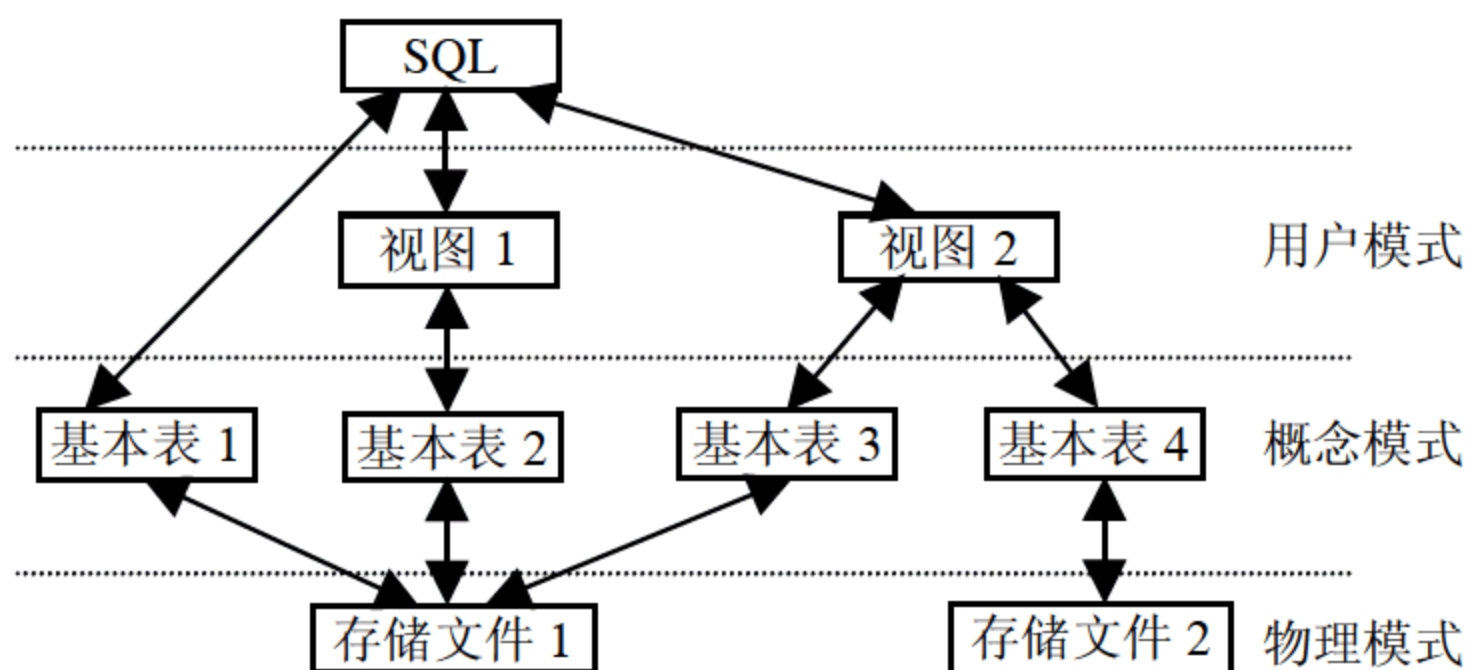 SQL
视图 1
视图 2
用户模式
基本表 1
基本表 2
基本表 3
基本表 4
概念模式
存储文件 1
存储文件 2
物理模式